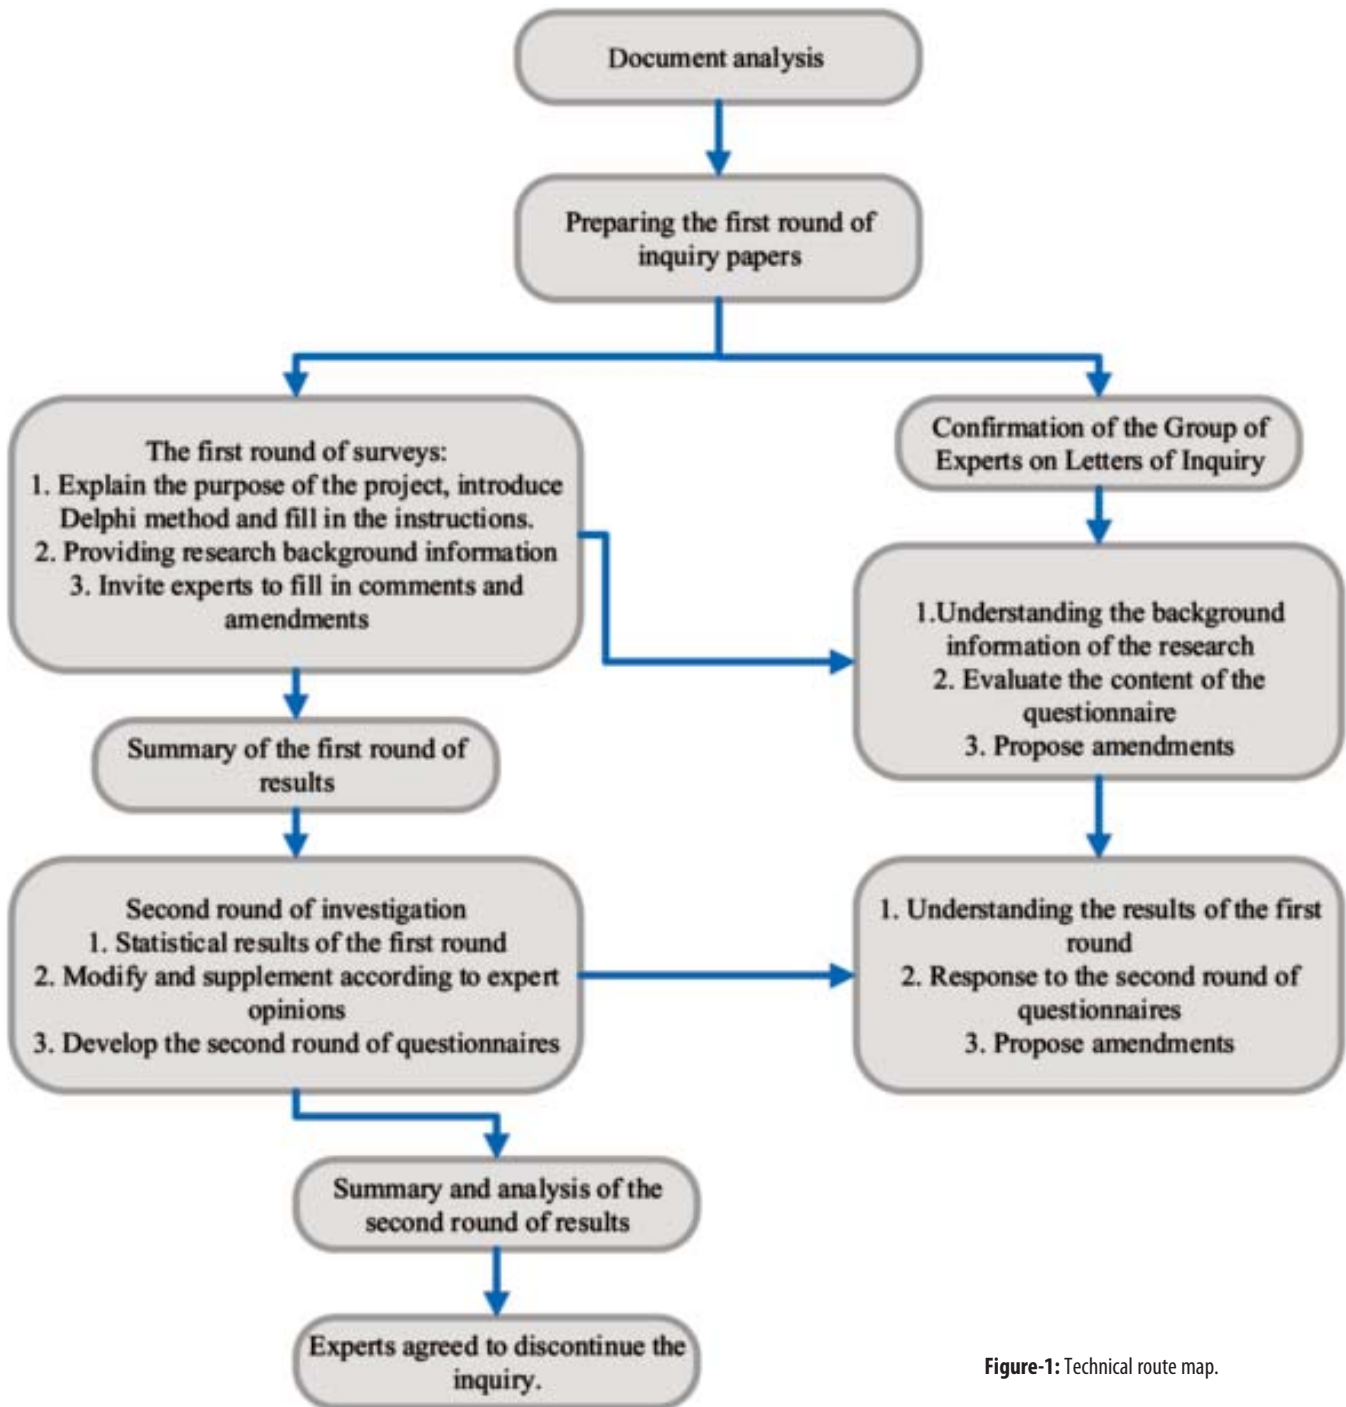 Document analysis
Preparing the first round of
inquiry papers
The first round of surveys:
1. Explain the purpose of the project, introduce
Delphi method and fill in the instructions.
2. Providing research background information
3. Invite experts to fill in comments and
amendments
Confirmation of the Group of
Experts on Letters of Inquiry
1.Understanding the background
information of the research
2. Evaluate the content of the
questionnaire
3. Propose amendments
Summary of the first round of
results
Second round of investigation
1. Statistical results of the first round
2. Modify and supplement according to expert
opinions
3. Develop the second round of questionnaires
1. Understanding the results of the first
round
2. Response to the second round of
questionnaires
3. Propose amendments
Summary and analysis of the
second round of results
Experts agreed to discontinue the
inquiry.
Figure-1: Technical route map.